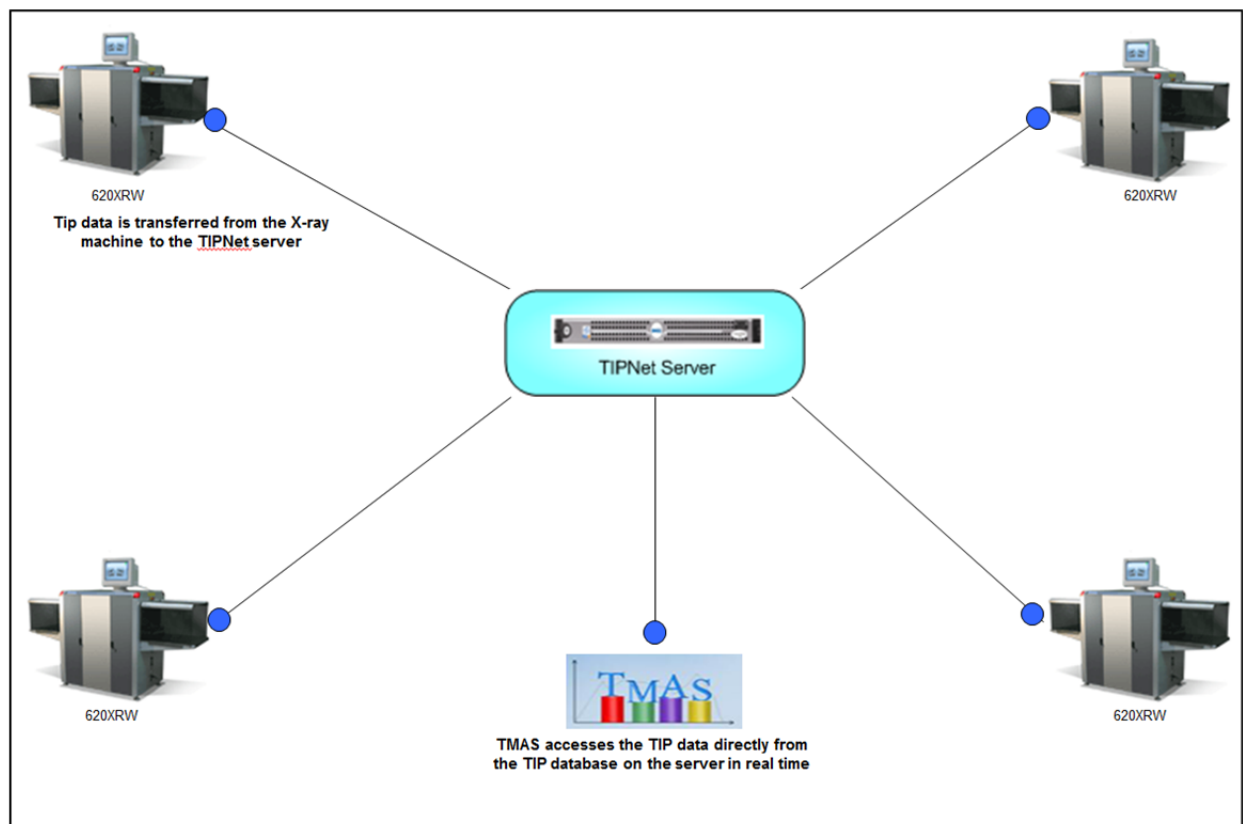 620XRW
Tip data is transferred from the X-ray
machine to the TIPNet server
620XRW
TIPNet Server
620XRW
TMAS
TMAS accesses the TIP data directly from
the TIP database on the server in real time
620XRW